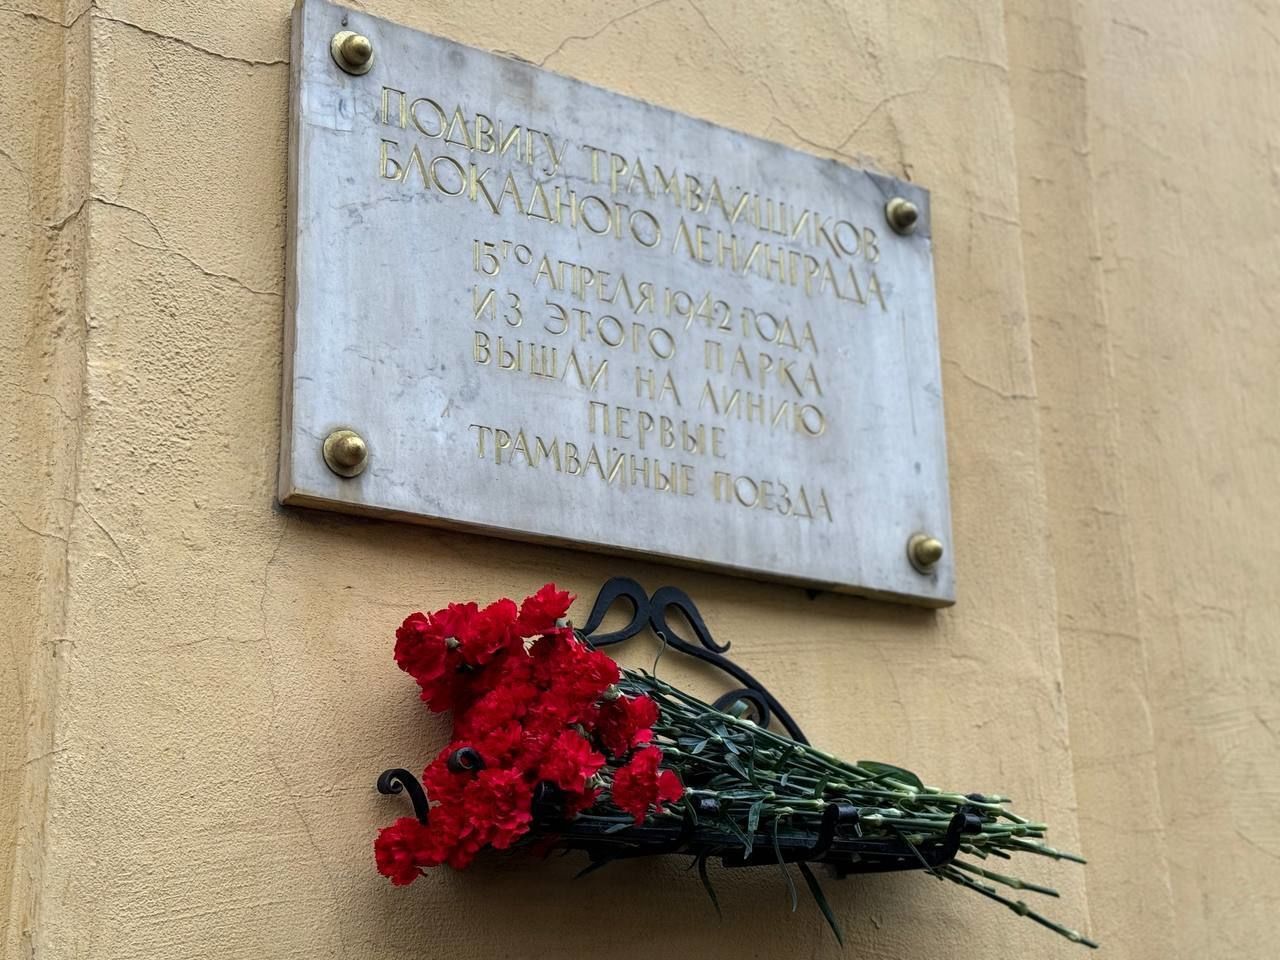 ПОДВИГУ ТРАМВАЙЩИКОВ
БЛОКАДНОГО ЛЕНИНГРАДА
15ГО АПРЕЛЯ 1942 ГОДА
ИЗ ЭТОГО ПАРКА
ВЫШЛИ НА ЛИНИЮ
ПЕРВЫЕ
ТРАМВАЙНЫЕ ПОЕЗДА